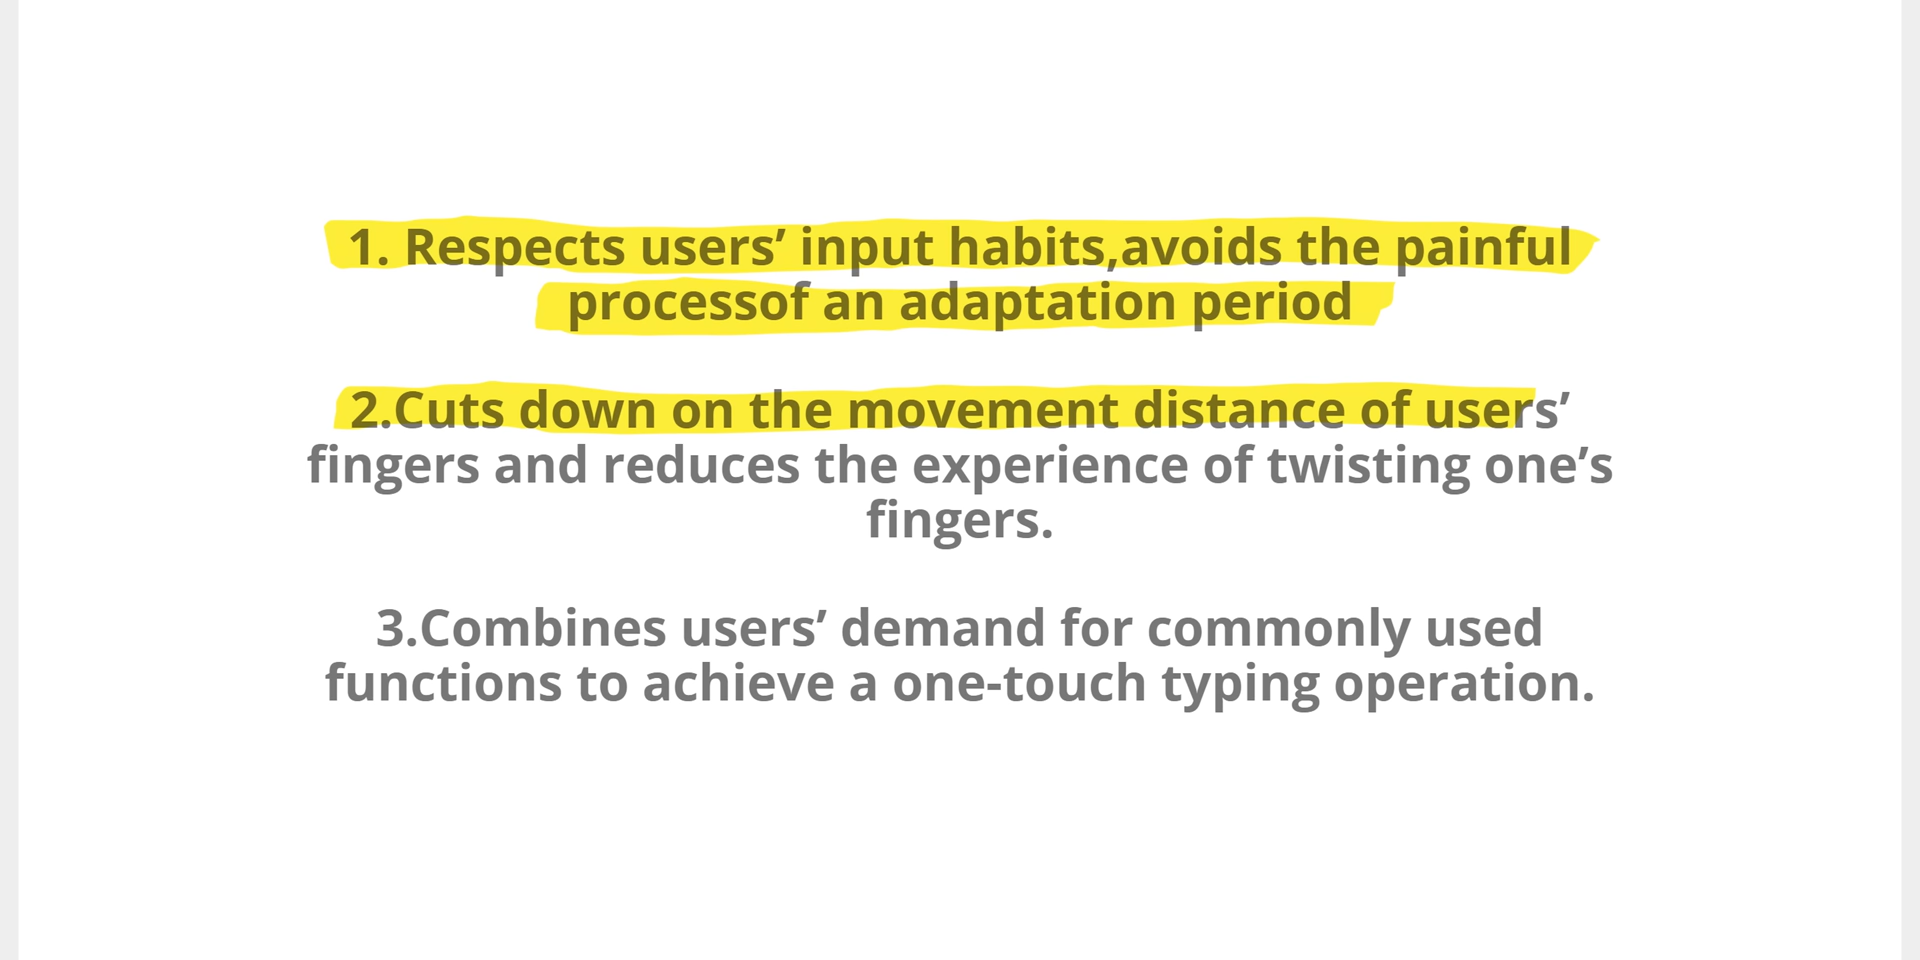 1. Respects users’ input habits,avoids the painful
processof an adaptation period
2.Cuts down on the movement distance of users’
fingers and reduces the experience of twisting one’s
fingers.
3.Combines users’ demand for commonly used
functions to achieve a one-touch typing operation.